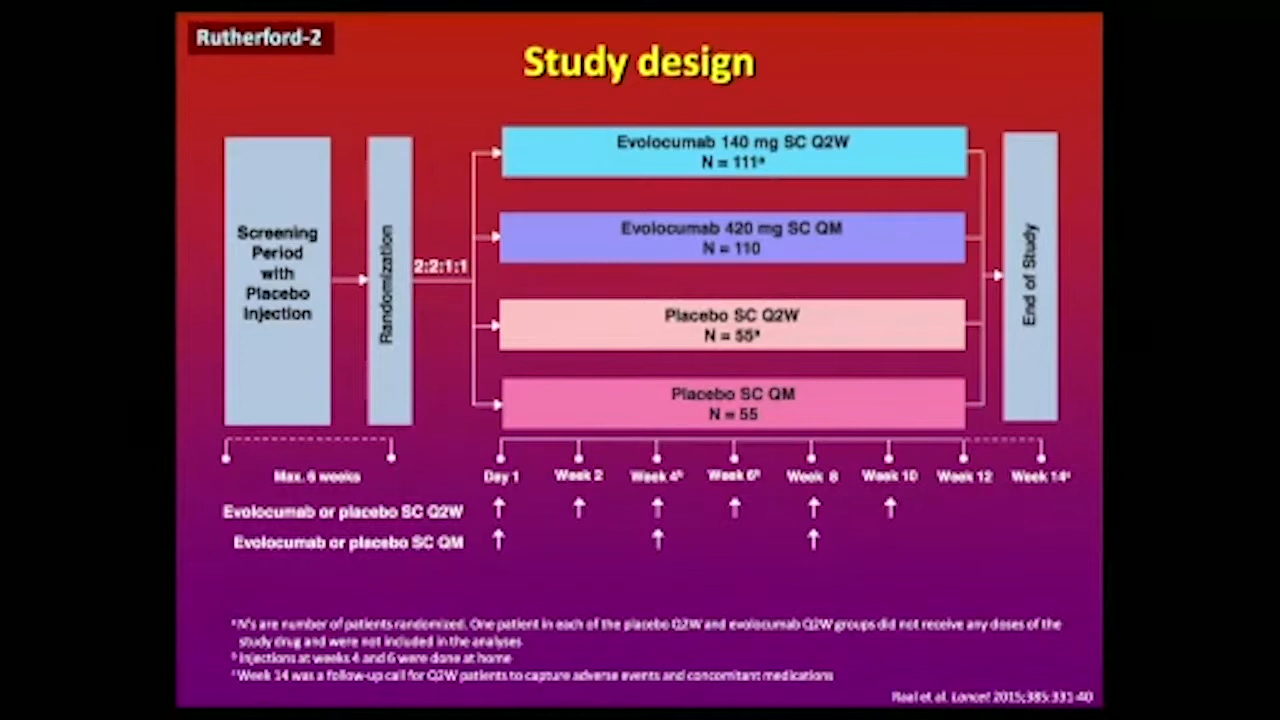 Rutherford-2
Study design
Evolocumab 140 mg SC Q2W
N = 111ᵃ
Evolocumab 420 mg SC QM
N = 110
Placebo SC Q2W
N = 55ᵃ
Placebo SC QM
N = 55
Screening
Period
with
Placebo
Injection
Randomization
2:2:1:1
End of Study
Max. 6 weeks
Day 1 Week 2 Week 4ᵇ Week 6ᵇ Week 8 Week 10 Week 12 Week 14ᶜ
Evolocumab or placebo SC Q2W
Evolocumab or placebo SC QM
ᵃ N's are number of patients randomized. One patient in each of the placebo Q2W and evolocumab Q2W groups did not receive any doses of the
study drug and were not included in the analyses
ᵇ Injections at weeks 4 and 6 were done at home
ᶜ Week 14 was a follow-up call for Q2W patients to capture adverse events and concomitant medications
Raal et al. Lancet 2015;385:331-40